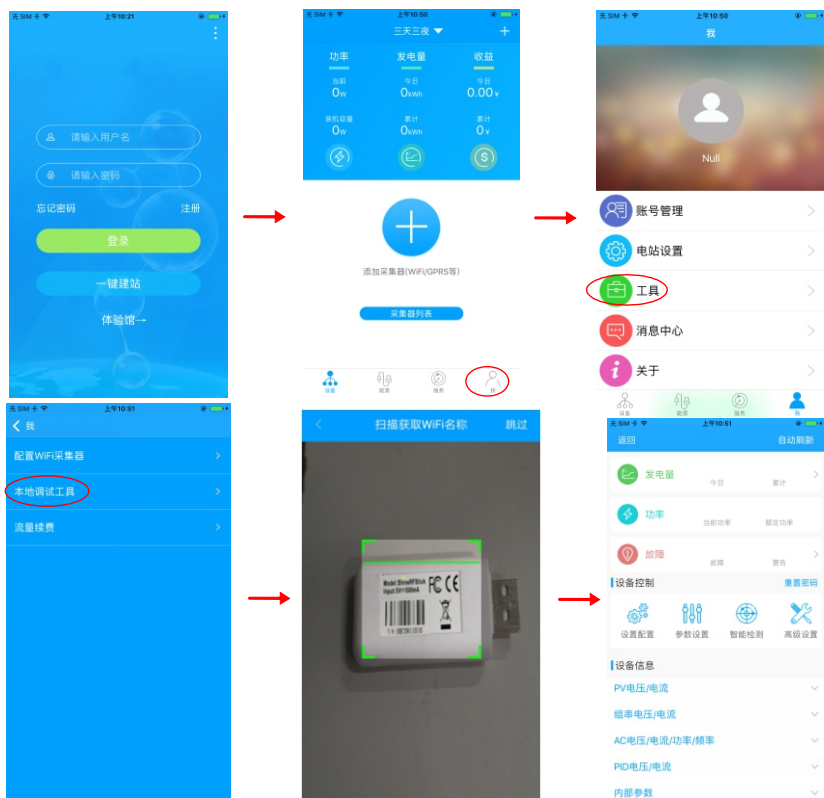 无 SIM 卡
上午10:21
请输入用户名
请输入密码
忘记密码
注册
登录
一键建站
体验馆→
无 SIM 卡
上午10:50
三天三夜
功率
发电量
收益
当前
今日
今日
0w
0kWh
0.00￥
装机容量
累计
累计
0w
0kWh
0￥
添加采集器(WiFi/GPRS等)
采集器列表
设备
能源
服务
我
无 SIM 卡
上午10:50
我
Null
账号管理
电站设置
工具
消息中心
关于
设备
能源
服务
我
无 SIM 卡
上午10:51
我
配置WiFi采集器
本地调试工具
流量续费
扫描获取WiFi名称
跳过
Model ShineRFStick
FC CE
无 SIM 卡
上午10:51
返回
自动刷新
发电量
今日
累计
功率
当前功率
额定功率
故障
故障
警告
设备控制
重置密码
设置配置
参数设置
智能检测
高级设置
设备信息
PV电压/电流
组串电压/电流
AC电压/电流/功率/频率
PID电压/电流
内部参数